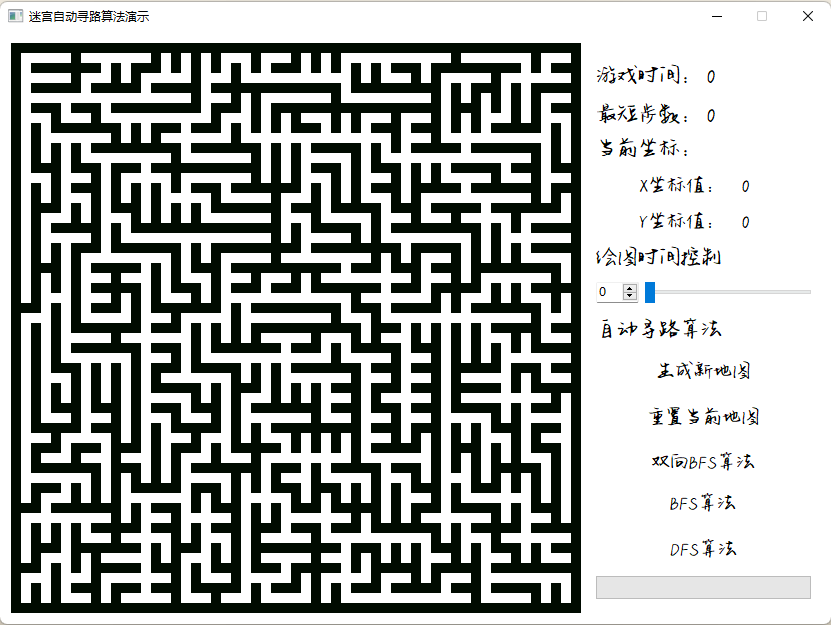 迷宫自动寻路算法演示
游戏时间： 0
最短步数： 0
当前坐标：
X坐标值： 0
Y坐标值： 0
绘图时间控制
0
自动寻路算法
生成新地图
重置当前地图
双向BFS算法
BFS算法
DFS算法